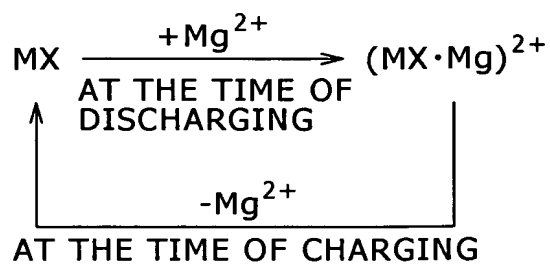 +Mg²⁺
MX (MX·Mg)²⁺
AT THE TIME OF
DISCHARGING
-Mg²⁺
AT THE TIME OF CHARGING